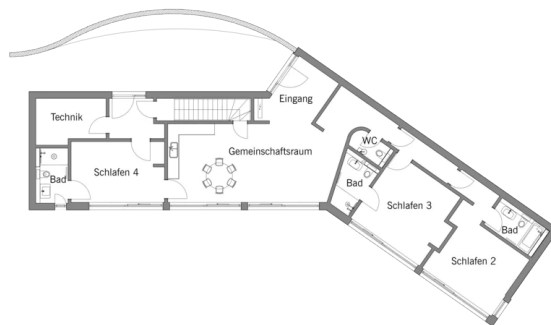 Eingang
Technik
WC
Gemeinschaftsraum
Schlafen 4
Bad
Bad
Schlafen 3
Bad
Schlafen 2